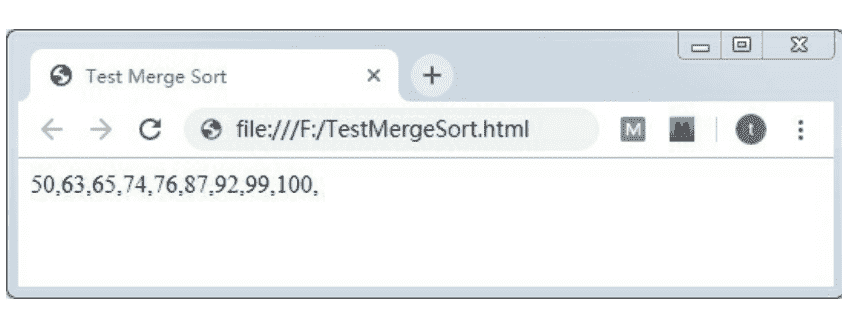 Test Merge Sort
file:///F:/TestMergeSort.html
M
t
50,63,65,74,76,87,92,99,100,